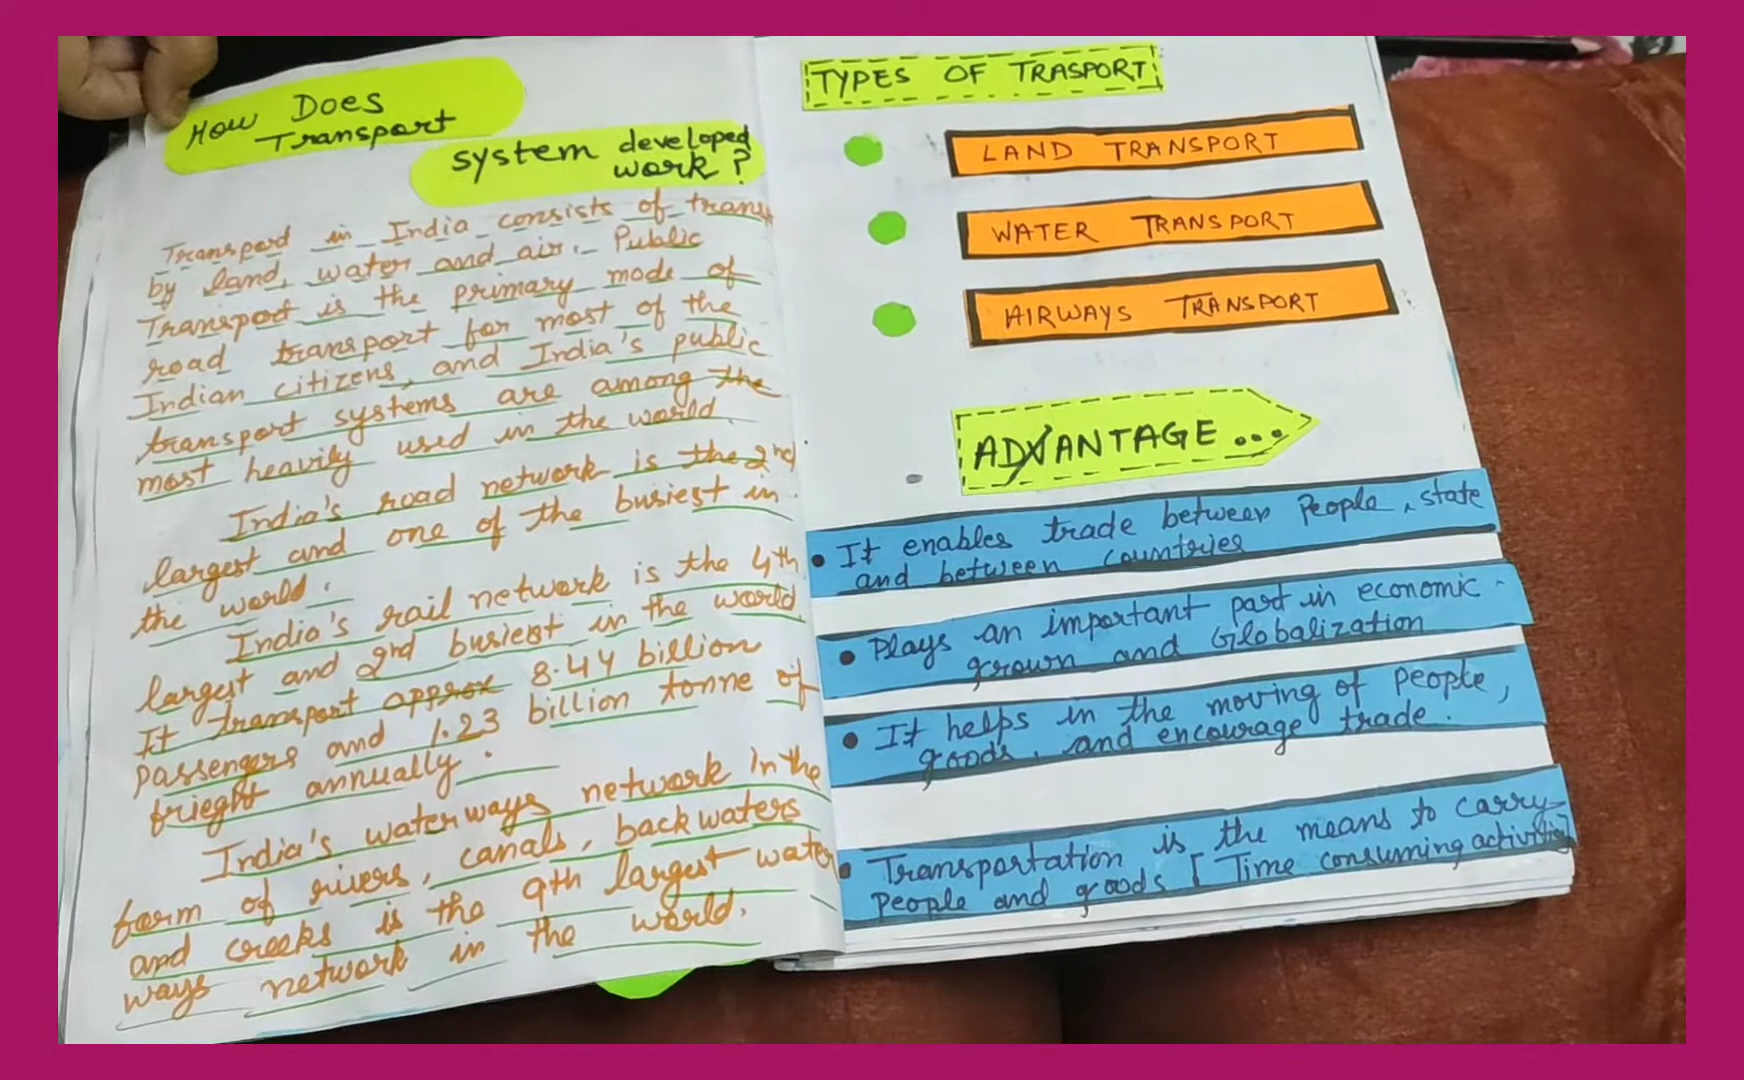 How Does
Transport
system developed
work?
Transport in India consists of trans
by land, water and air. Public
Transport is the primary mode of
road transport for most of the
Indian citizens, and India's public
transport systems are among the
most heavily used in the world
India's road network is the 2nd
largest and one of the busiest in
the world.
India's rail network is the 4th
largest and 2nd busiest in the world
It transport approx 8.44 billion
passengers and 1.23 billion tonne of
frieght annually.
India's waterways network in the
form of rivers, canals, backwaters
and creeks is the 9th largest water
ways network in the world.
TYPES OF TRASPORT
LAND TRANSPORT
WATER TRANSPORT
AIRWAYS TRANSPORT
ADVANTAGE...
• It enables trade between People, state
and between countries
• Plays an important part in economic
grown and Globalization
• It helps in the moving of people,
goods, and encourage trade.
• Transportation is the means to carry
people and goods [ Time consuming activities]